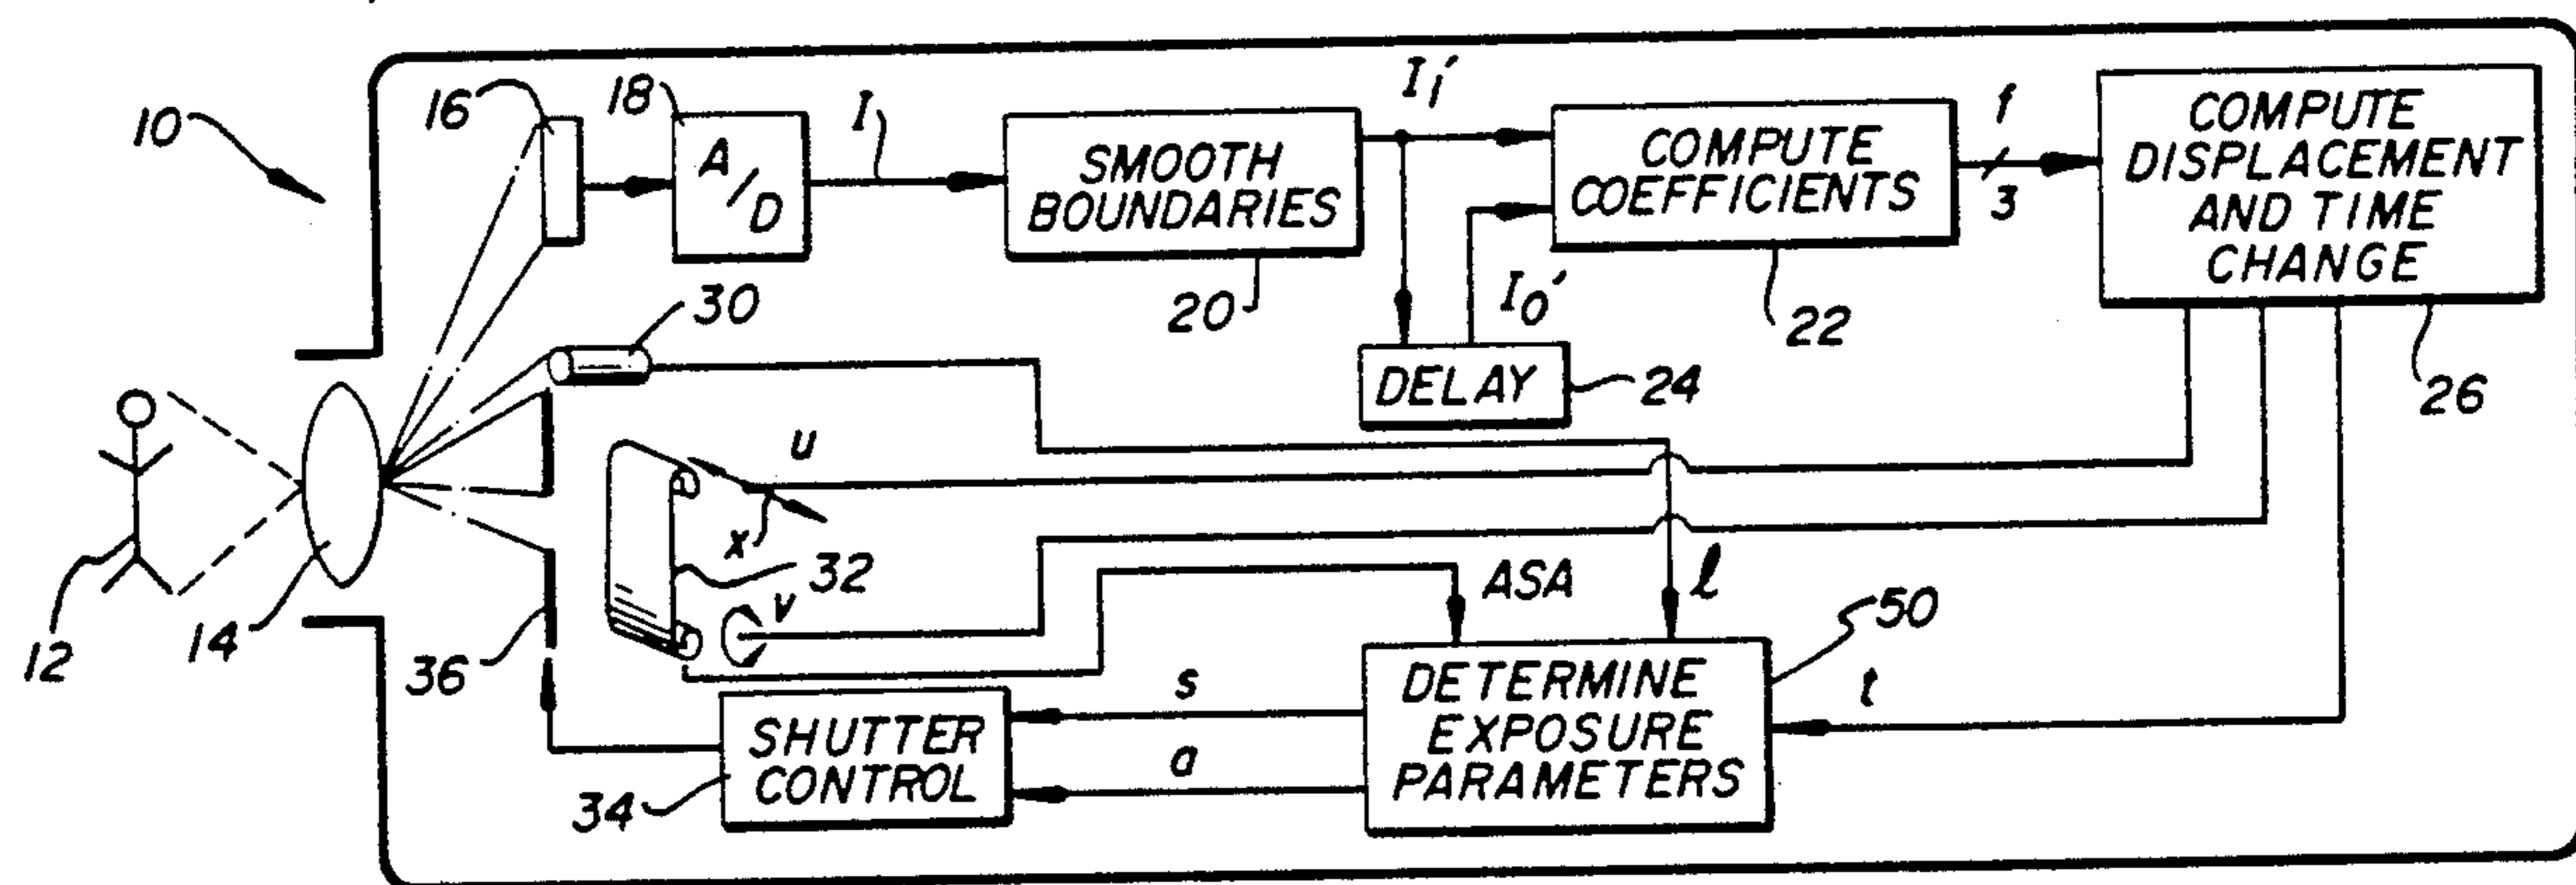 10
16
18
A/D
I
SMOOTH
BOUNDARIES
20
I₁'
COMPUTE
COEFFICIENTS
22
I₀'
DELAY
24
f
3
COMPUTE
DISPLACEMENT
AND TIME
CHANGE
26
30
12
14
u
x
32
v
36
ASA
l
50
DETERMINE
EXPOSURE
PARAMETERS
t
s
a
SHUTTER
CONTROL
34